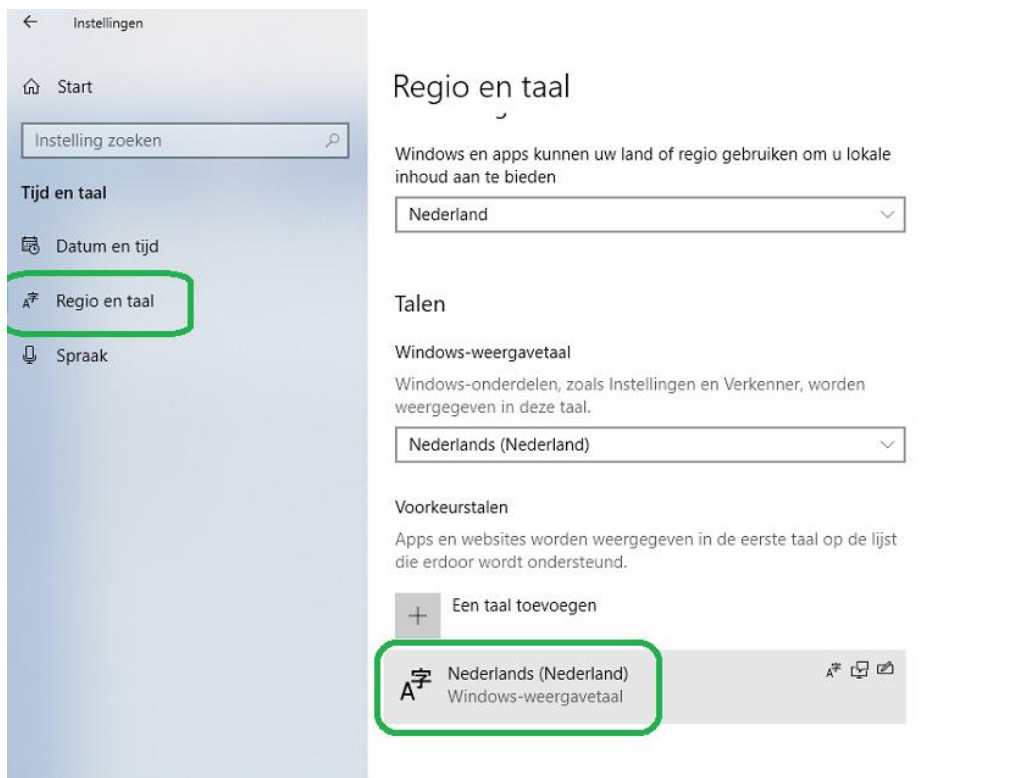 Instellingen
Start
Instelling zoeken
Tijd en taal
Datum en tijd
Regio en taal
Spraak
Regio en taal
Windows en apps kunnen uw land of regio gebruiken om u lokale
inhoud aan te bieden
Nederland
Talen
Windows-weergavetaal
Windows-onderdelen, zoals Instellingen en Verkenner, worden
weergegeven in deze taal.
Nederlands (Nederland)
Voorkeurstalen
Apps en websites worden weergegeven in de eerste taal op de lijst
die erdoor wordt ondersteund.
Een taal toevoegen
Nederlands (Nederland)
Windows-weergavetaal